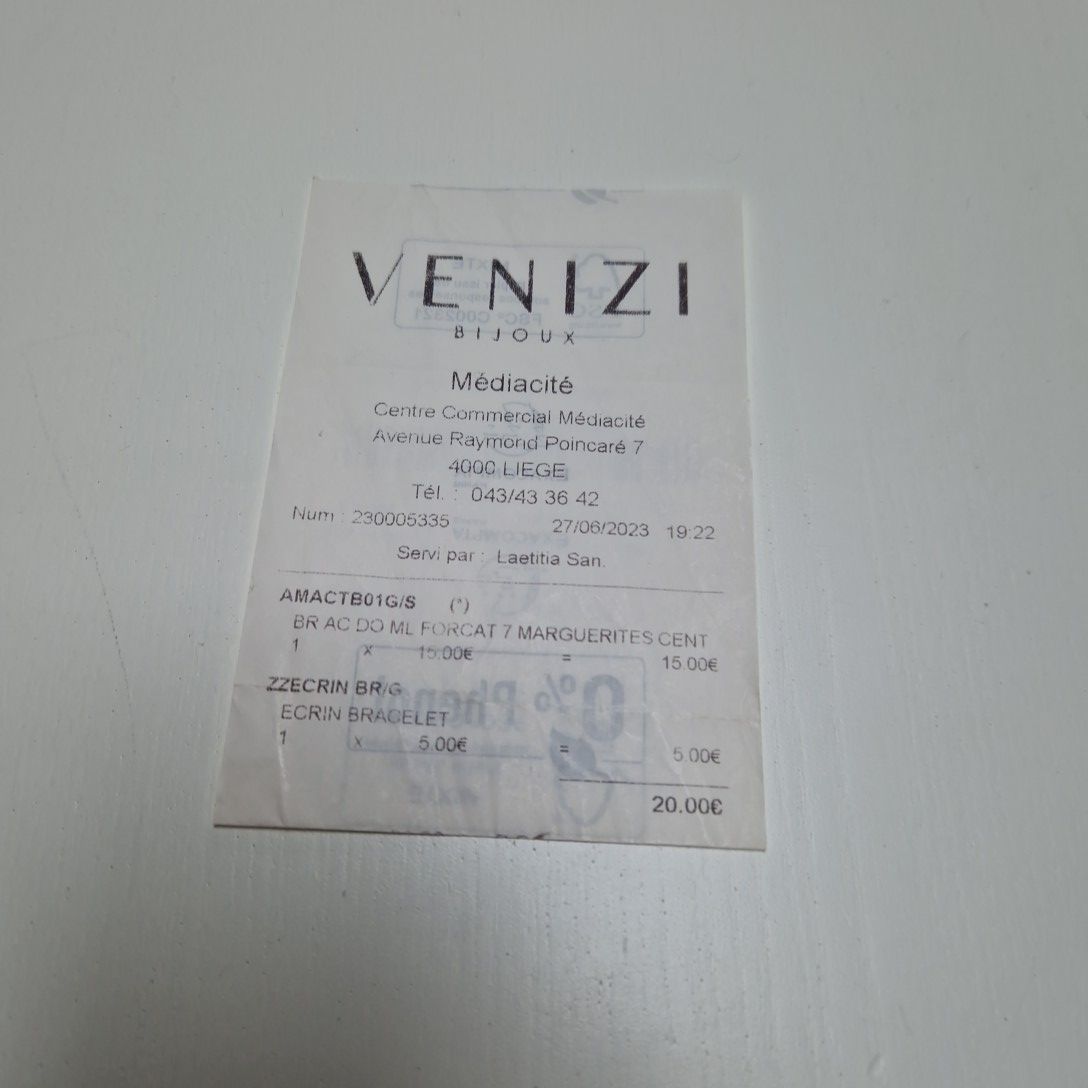 VENIZI
BIJOUX
Médiacité
Centre Commercial Médiacité
Avenue Raymond Poincaré 7
4000 LIEGE
Tél. : 043/43 36 42
Num : 230005335 27/06/2023 19:22
Servi par : Laetitia San.
AMACTB01G/S (*)
BR AC DO ML FORCAT 7 MARGUERITES CENT
1 x 15.00€ = 15.00€
ZZECRIN BR/G
ECRIN BRACELET
1 x 5.00€ = 5.00€
20.00€